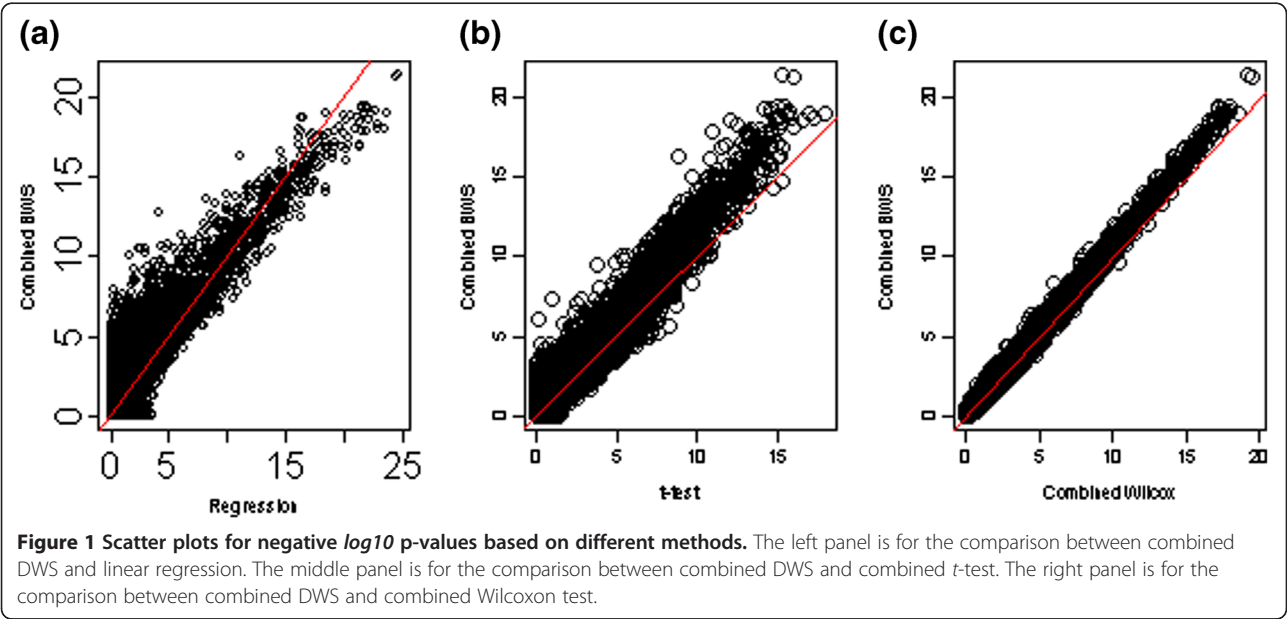 (a)
(b)
(c)
Combined BWS
0
5
10
15
20
0
5
15
25
Regression
Combined BWS
0
5
10
15
20
0
5
10
15
t-test
Combined BWS
0
5
10
15
20
0
5
10
15
20
Combined Wilcox
Figure 1 Scatter plots for negative log10 p-values based on different methods. The left panel is for the comparison between combined
DWS and linear regression. The middle panel is for the comparison between combined DWS and combined t-test. The right panel is for the
comparison between combined DWS and combined Wilcoxon test.